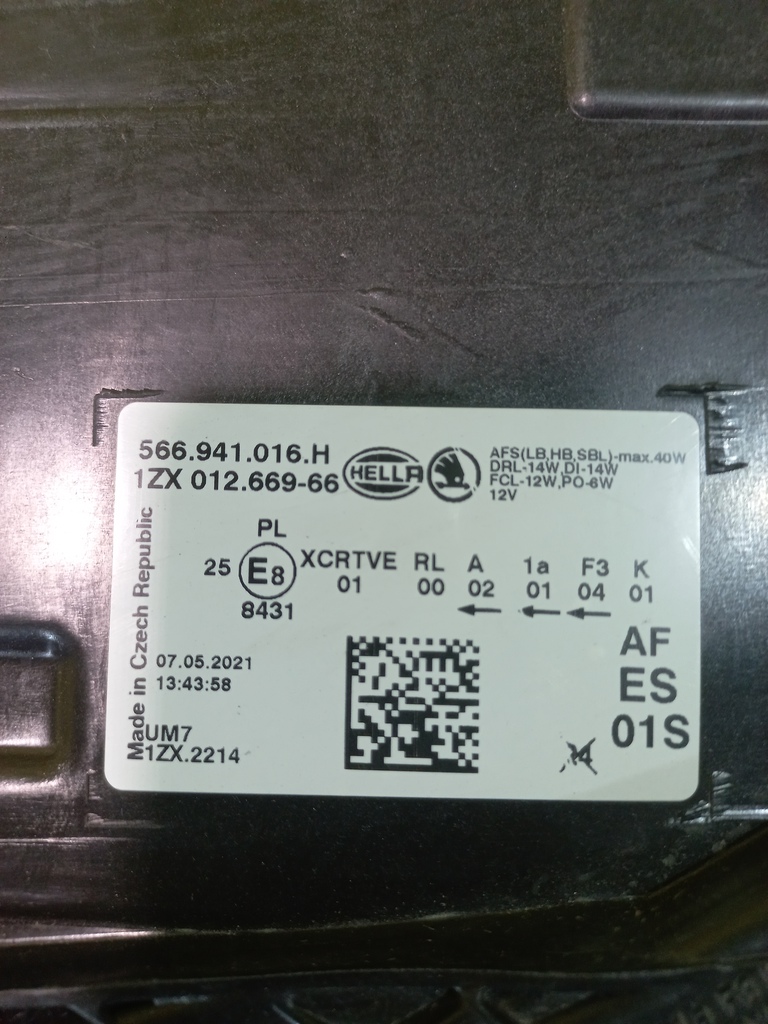 566.941.016.H
1ZX 012.669-66
HELLA
AFS(LB,HB,SBL)-max.40W
DRL-14W,DI-14W
FCL-12W,PO-6W
12V
Made in Czech Republic
PL
25 E8 XCRTVE RL A 1a F3 K
8431 01 00 02 01 04 01
07.05.2021
13:43:58
UM7
1ZX.2214
AF
ES
01S